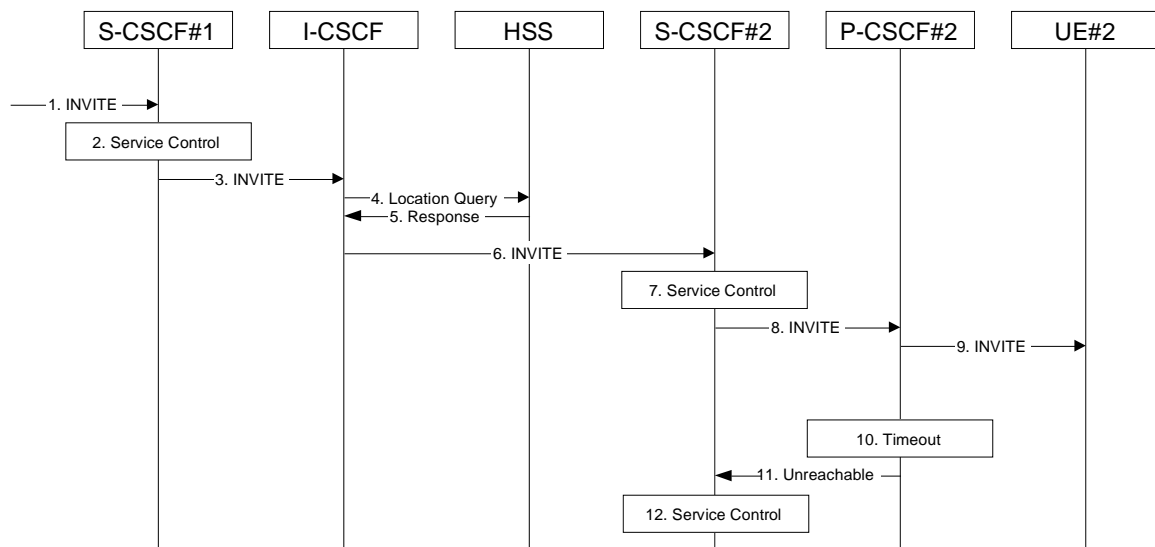 S-CSCF#1
I-CSCF
HSS
S-CSCF#2
P-CSCF#2
UE#2
1. INVITE
2. Service Control
3. INVITE
4. Location Query
5. Response
6. INVITE
7. Service Control
8. INVITE
9. INVITE
10. Timeout
11. Unreachable
12. Service Control